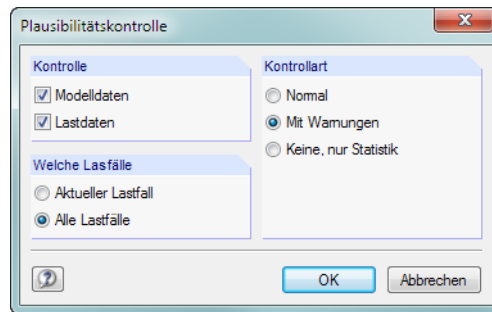 Plausibilitätskontrolle
Kontrolle
Modelldaten
Lastdaten
Welche Lasfälle
Aktueller Lastfall
Alle Lastfälle
Kontrollart
Normal
Mit Warnungen
Keine, nur Statistik
OK
Abbrechen